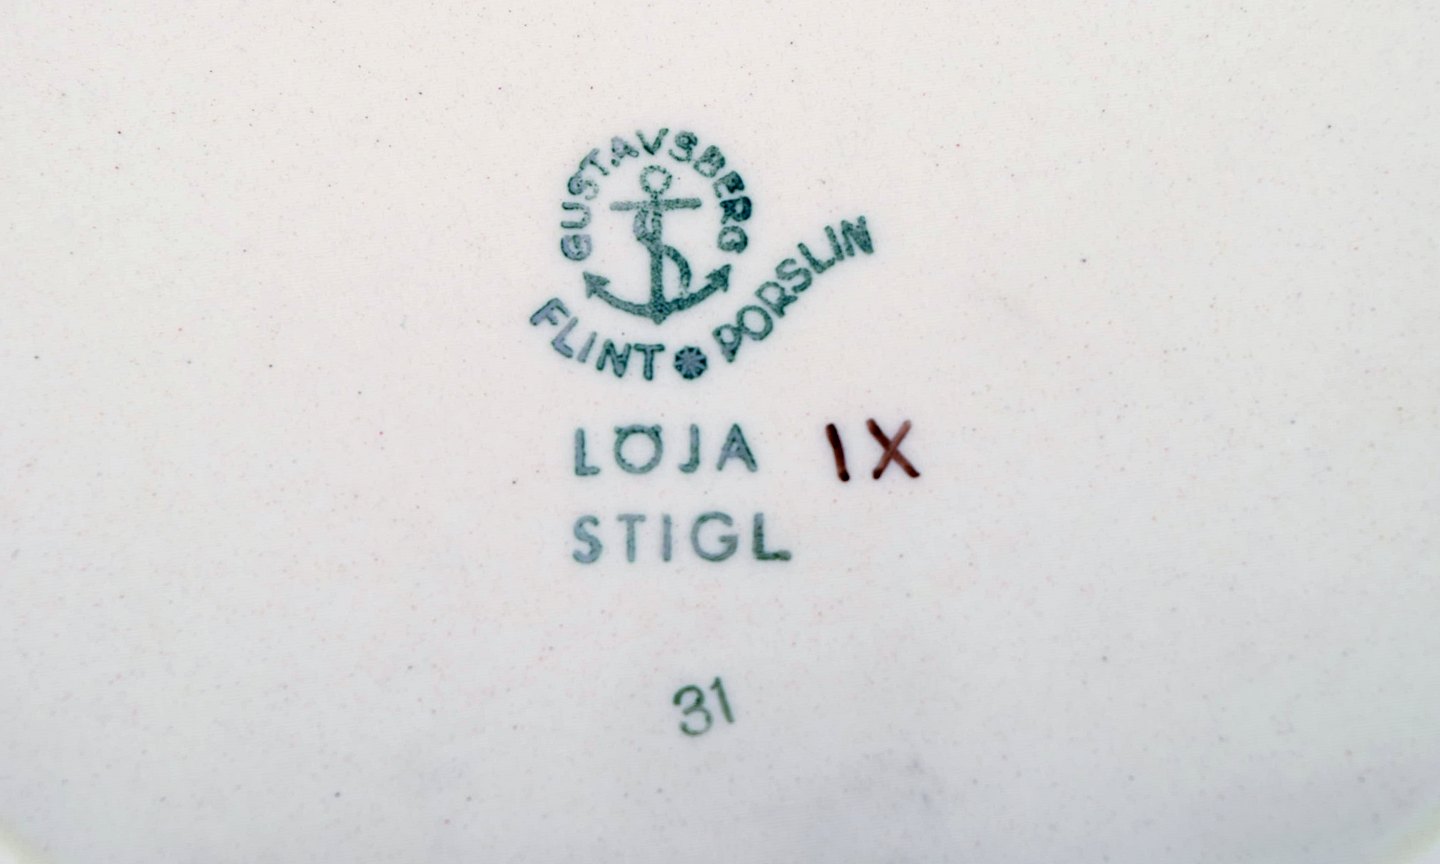 GUSTAVSBERG
FLINT PORSLIN
LÖJA IX
STIGL
31